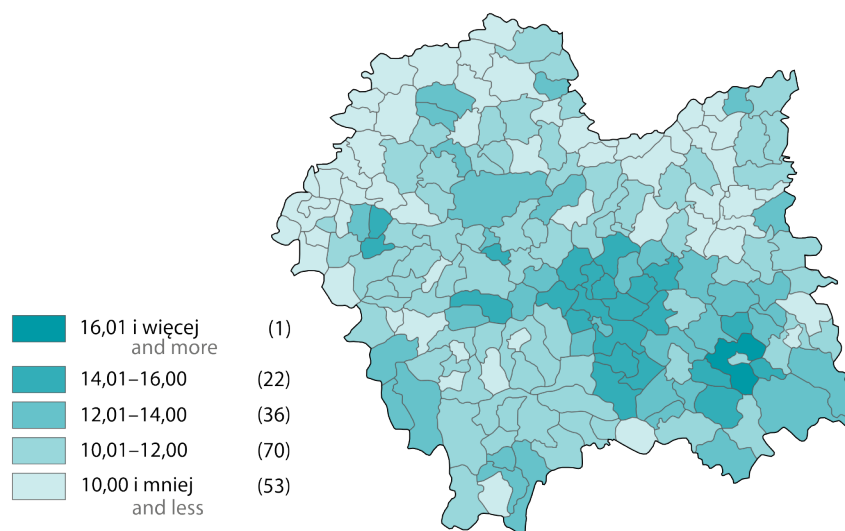 16,01 i więcej (1)
and more
14,01–16,00 (22)
12,01–14,00 (36)
10,01–12,00 (70)
10,00 i mniej (53)
and less